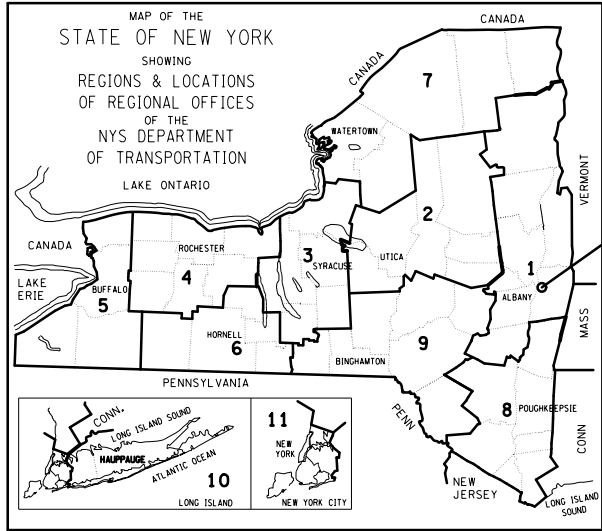 MAP OF THE
STATE OF NEW YORK
SHOWING
REGIONS & LOCATIONS
OF REGIONAL OFFICES
OF THE
NYS DEPARTMENT
OF TRANSPORTATION
CANADA
CANADA
7
WATERTOWN
LAKE ONTARIO
VERMONT
2
CANADA
ROCHESTER
3
SYRACUSE
UTICA
1
LAKE
ERIE
BUFFALO
5
4
ALBANY
MASS
HORNELL
6
BINGHAMTON
9
PENNSYLVANIA
PENN
8
POUGHKEEPSIE
CONN
NEW
JERSEY
LONG ISLAND
SOUND
CONN.
LONG ISLAND SOUND
HAUPPAUGE
ATLANTIC OCEAN
10
LONG ISLAND
11
NEW
YORK
NEW YORK CITY